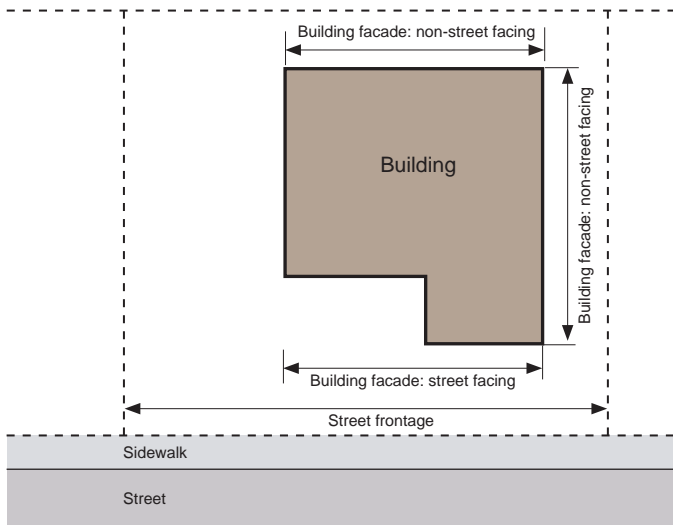 Building facade: non-street facing
Building
Building facade: non-street facing
Building facade: street facing
Street frontage
Sidewalk
Street